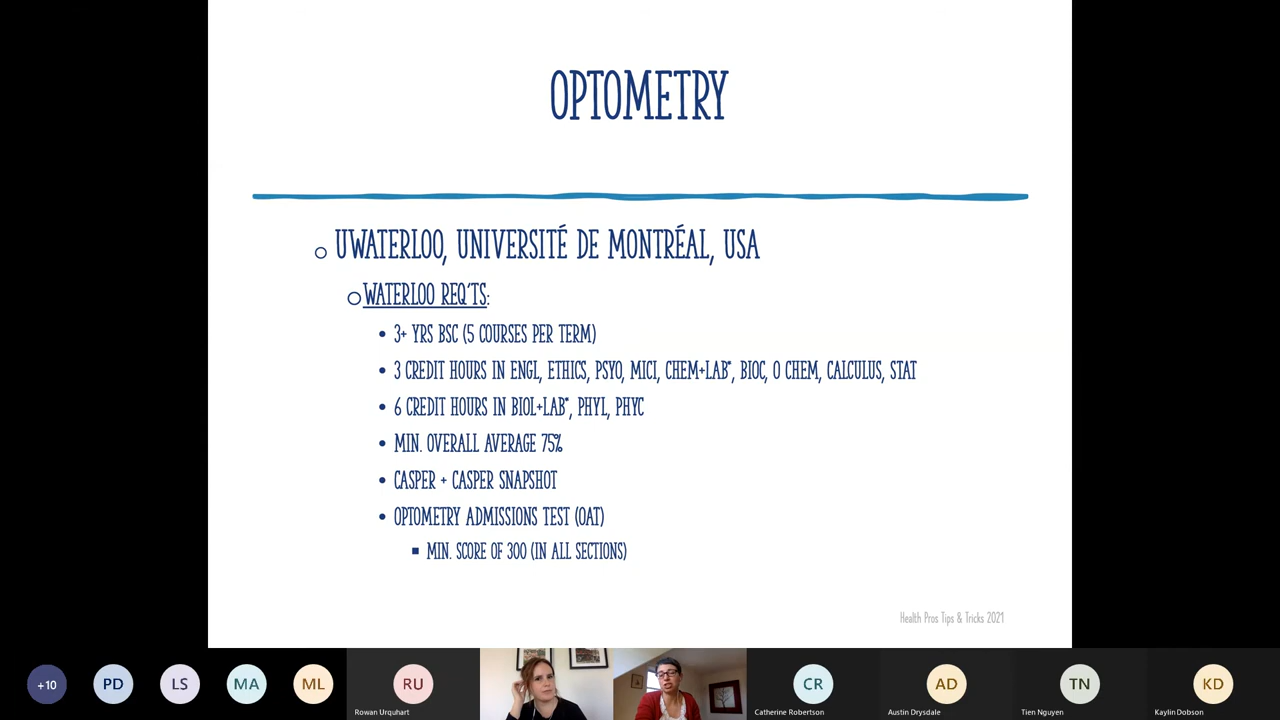 OPTOMETRY
UWATERLOO, UNIVERSITÉ DE MONTRÉAL, USA
WATERLOO REQ'TS:
3+ YRS BSC (5 COURSES PER TERM)
3 CREDIT HOURS IN ENGL, ETHICS, PSYO, MICI, CHEM+LAB*, BIOC, O CHEM, CALCULUS, STAT
6 CREDIT HOURS IN BIOL+LAB*, PHYL, PHYC
MIN. OVERALL AVERAGE 75%
CASPER + CASPER SNAPSHOT
OPTOMETRY ADMISSIONS TEST (OAT)
MIN. SCORE OF 300 (IN ALL SECTIONS)
Health Pros Tips & Tricks 2021
+10 PD LS MA ML RU CR AD TN KD
Rowan Urquhart Catherine Robertson Austin Drysdale Tien Nguyen Kaylin Dobson